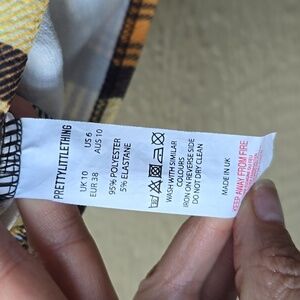 PRETTYLITTLETHING
UK 10 US 6
EUR 38 AUS 10
95% POLYESTER
5% ELASTANE
WASH WITH SIMILAR
COLOURS
IRON ON REVERSE SIDE
DO NOT DRY CLEAN
MADE IN UK
KEEP AWAY FROM FIRE